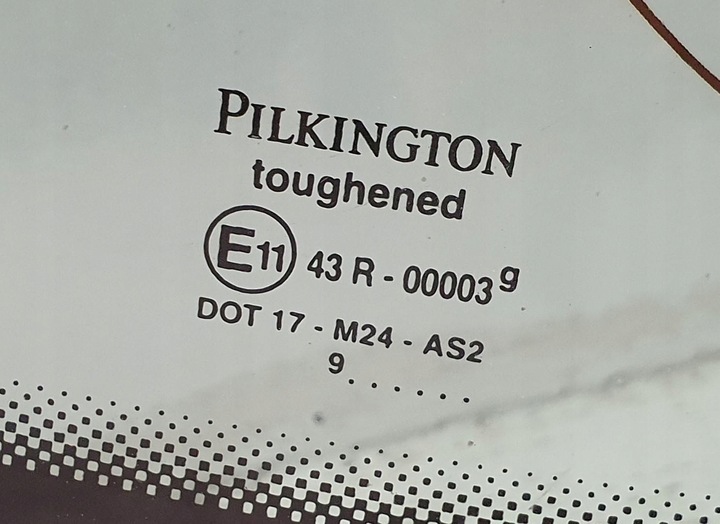 PILKINGTON
toughened
E11 43 R - 00003 g
DOT 17 - M24 - AS2
9......